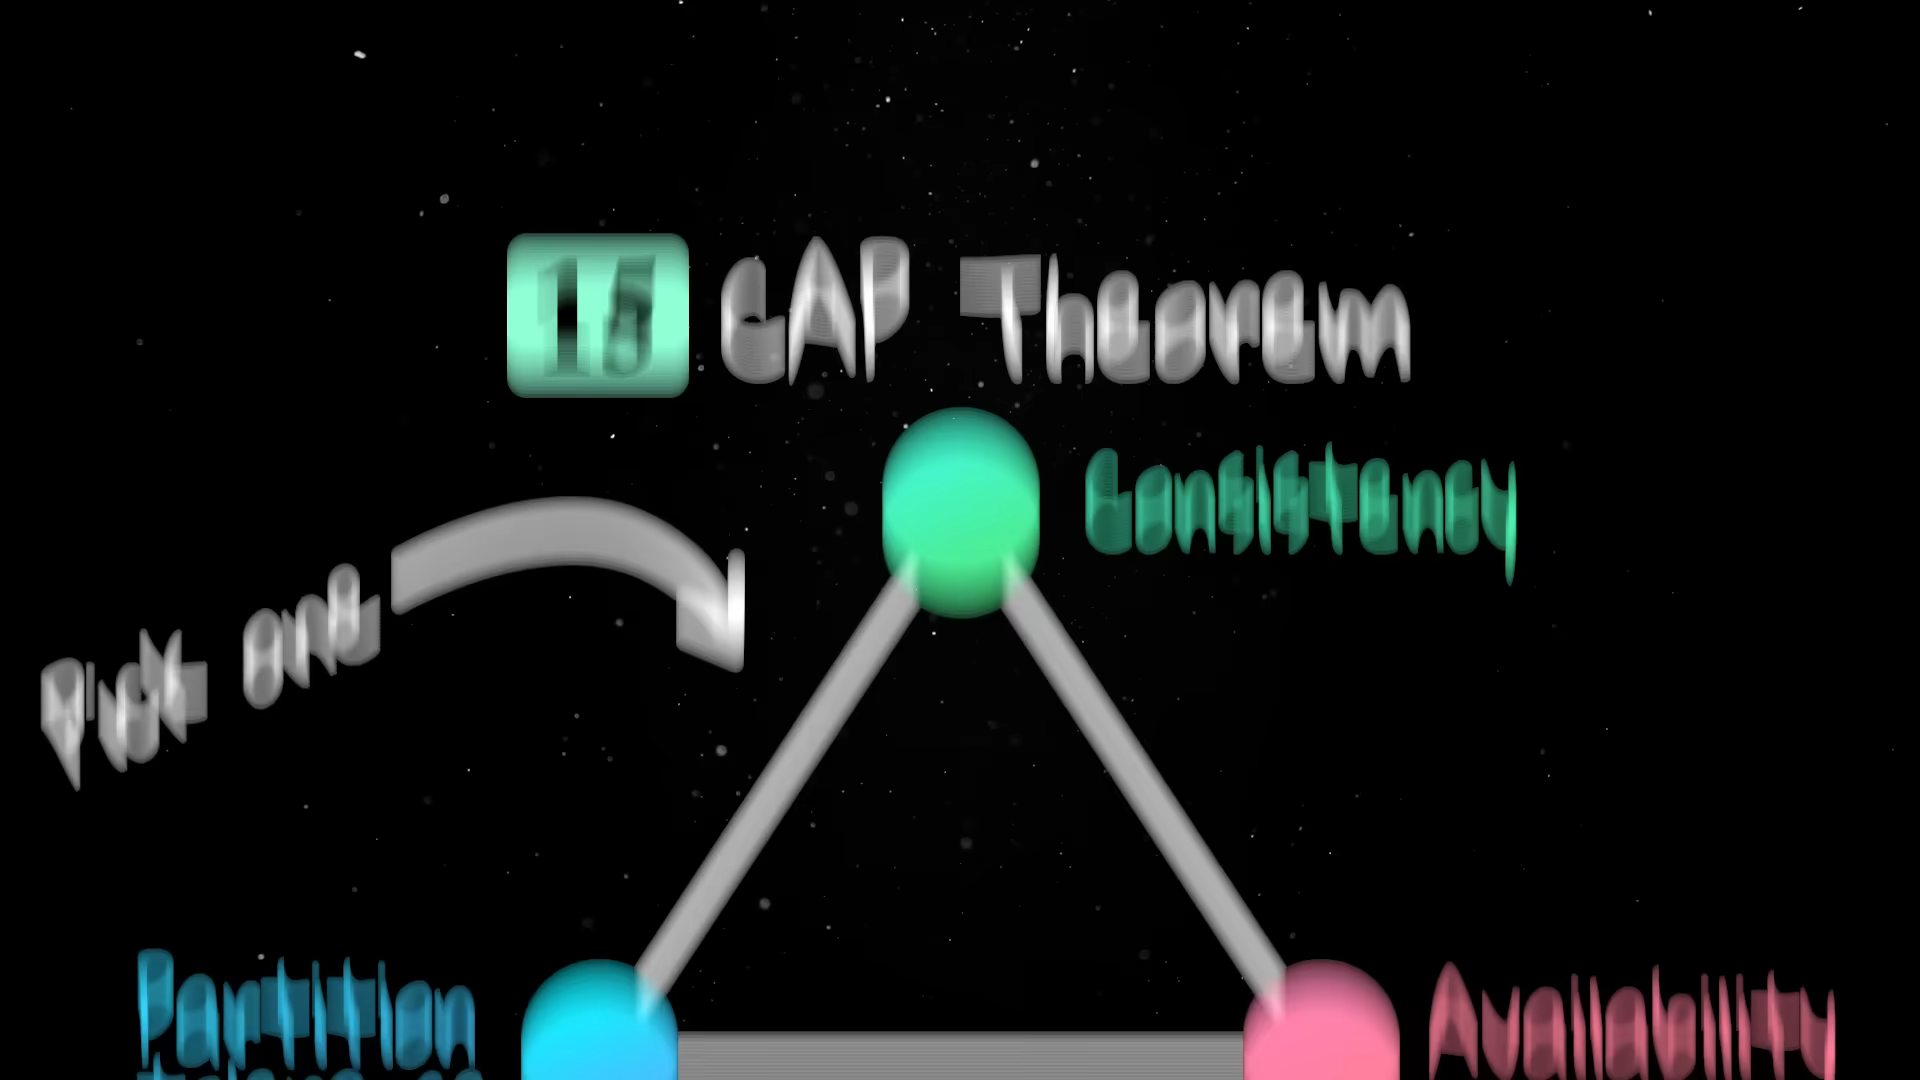 15 CAP Theorem
Consistency
Pick one
Partition
Availability